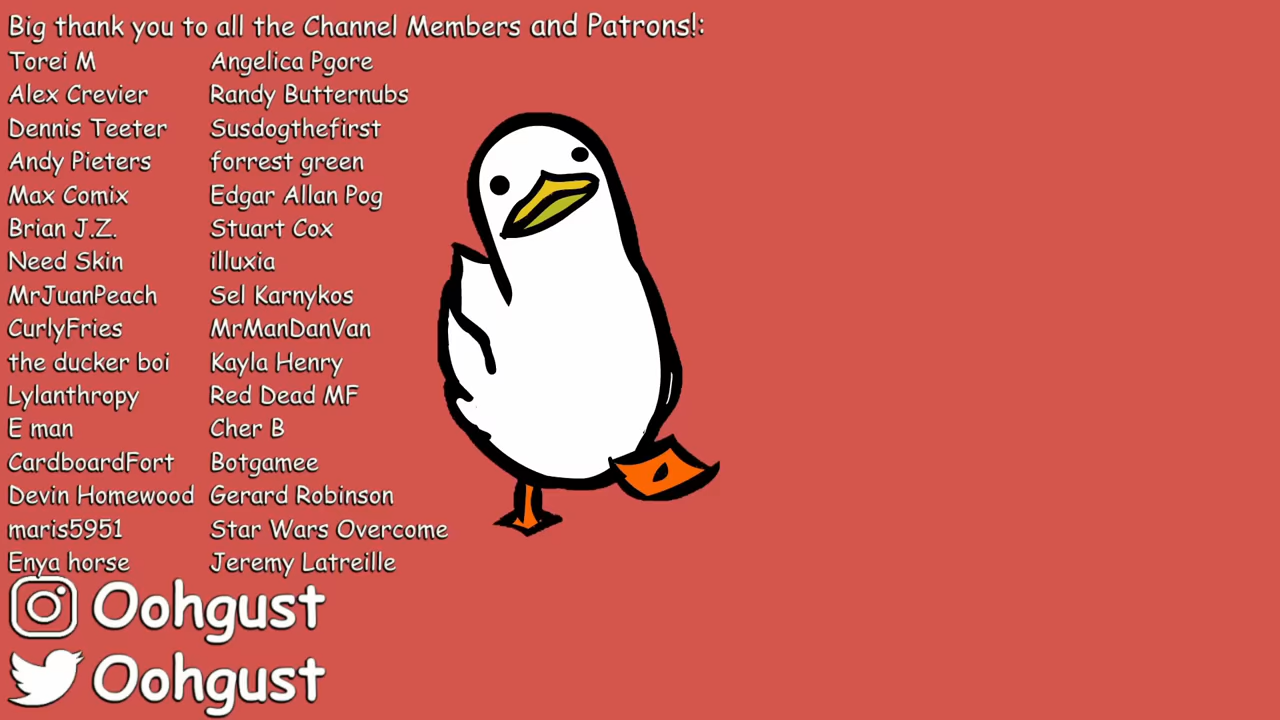 Big thank you to all the Channel Members and Patrons!:
Torei M
Alex Crevier
Dennis Teeter
Andy Pieters
Max Comix
Brian J.Z.
Need Skin
MrJuanPeach
CurlyFries
the ducker boi
Lylanthropy
E man
CardboardFort
Devin Homewood
maris5951
Enya horse
Angelica Pgore
Randy Butternubs
Susdogthefirst
forrest green
Edgar Allan Pog
Stuart Cox
illuxia
Sel Karnykos
MrManDanVan
Kayla Henry
Red Dead MF
Cher B
Botgamee
Gerard Robinson
Star Wars Overcome
Jeremy Latreille
Oohgust
Oohgust